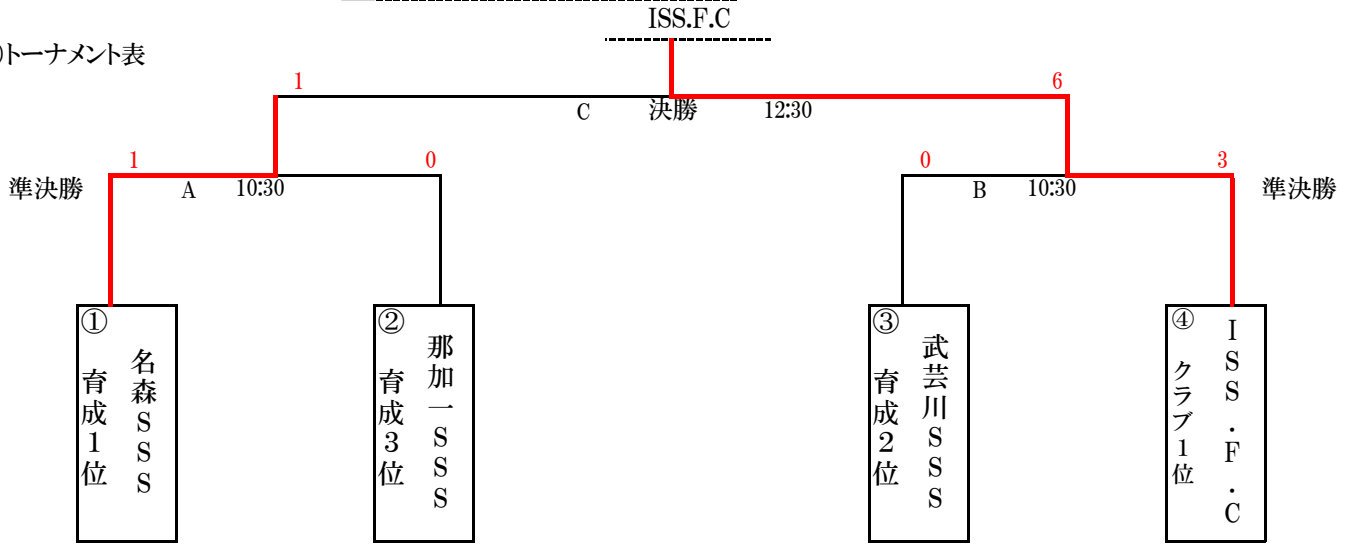 ISS.F.C
)トーナメント表
1
6
C
決勝
12:30
1
0
0
3
準決勝
A
10:30
B
10:30
準決勝
①
育成1位
名森SSS
②
育成3位
那加一SSS
③
育成2位
武芸川SSS
④
クラブ1位
ISS.F.C